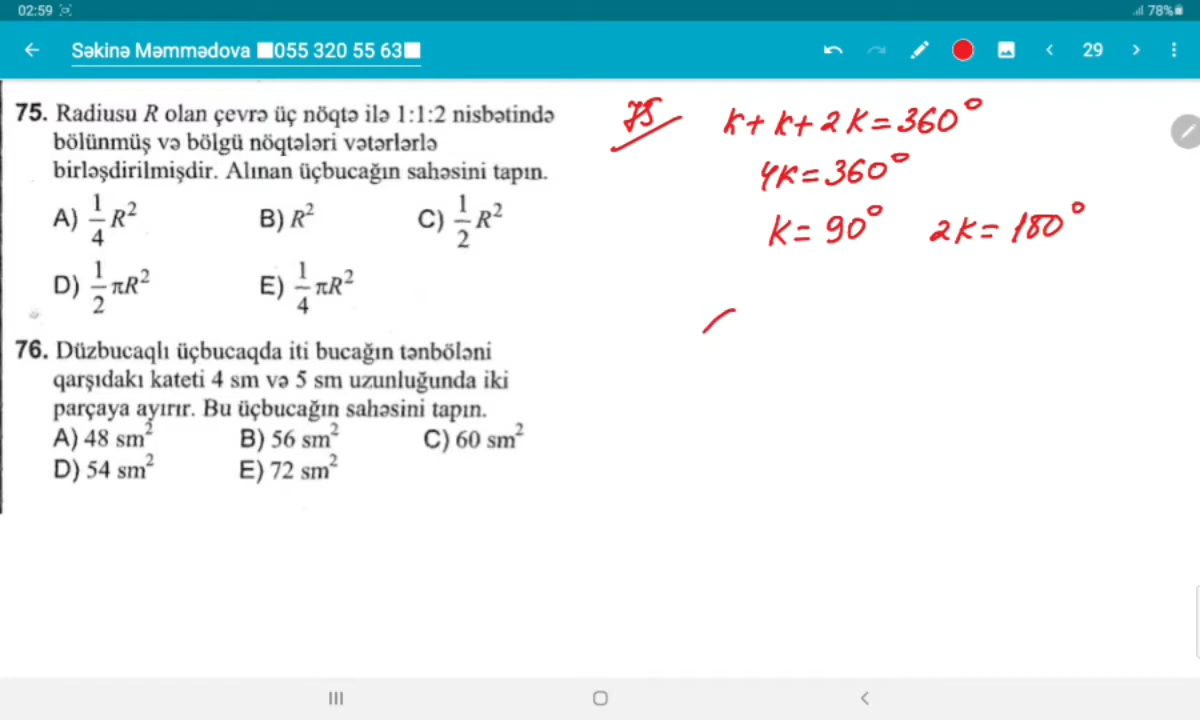 02:59 78%
Səkinə Məmmədova ■055 320 55 63■ 29
75. Radiusu R olan çevrə üç nöqtə ilə 1:1:2 nisbətində
bölünmüş və bölgü nöqtələri vətərlərlə
birləşdirilmişdir. Alınan üçbucağın sahəsini tapın.
A) 1/4 R² B) R² C) 1/2 R²
D) 1/2 πR² E) 1/4 πR²
76. Düzbucaqlı üçbucaqda iti bucağın tənböləni
qarşıdakı kateti 4 sm və 5 sm uzunluğunda iki
parçaya ayırır. Bu üçbucağın sahəsini tapın.
A) 48 sm² B) 56 sm² C) 60 sm²
D) 54 sm² E) 72 sm²
75 K+K+2K=360°
4K=360°
K=90° 2K=180°